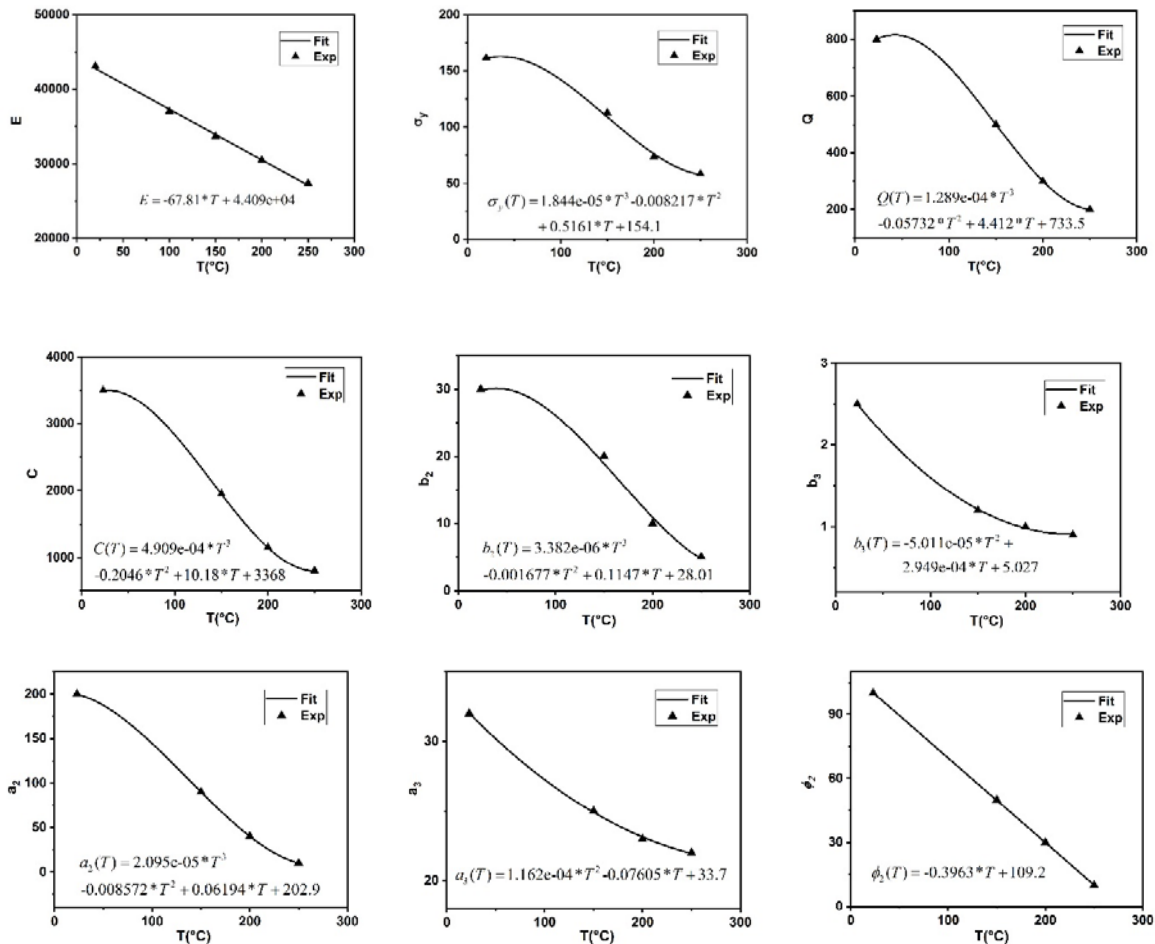 50000
40000
30000
20000
E
0 50 100 150 200 250 300
T(°C)
Fit
Exp
E = -67.81*T + 4.409e+04
200
150
100
50
0
σy
0 100 200 300
T(°C)
Fit
Exp
σy(T) = 1.844e-05*T³ -0.008217*T²
+ 0.5161*T + 154.1
800
600
400
200
Q
0 100 200 300
T(°C)
Fit
Exp
Q(T) = 1.289e-04*T³
-0.05732*T² + 4.412*T + 733.5
4000
3000
2000
1000
C
0 100 200 300
T(°C)
Fit
Exp
C(T) = 4.909e-04*T³
-0.2046*T² +10.18*T + 3368
30
20
10
0
b₂
0 100 200 300
T(°C)
Fit
Exp
b₂(T) = 3.382e-06*T³
-0.001677*T² + 0.1147*T + 28.01
3
2
1
b₃
0 100 200 300
T(°C)
Fit
Exp
b₃(T) = -5.011e-05*T² +
2.949e-04*T + 5.027
200
150
100
50
0
a₂
0 100 200 300
T(°C)
Fit
Exp
a₂(T) = 2.095e-05*T³
-0.008572*T² + 0.06194*T + 202.9
30
20
a₃
0 100 200 300
T(°C)
Fit
Exp
a₃(T) = 1.162e-04*T² -0.07605*T + 33.7
90
60
30
0
ϕ₂
0 100 200 300
T(°C)
Fit
Exp
ϕ₂(T) = -0.3963*T +109.2